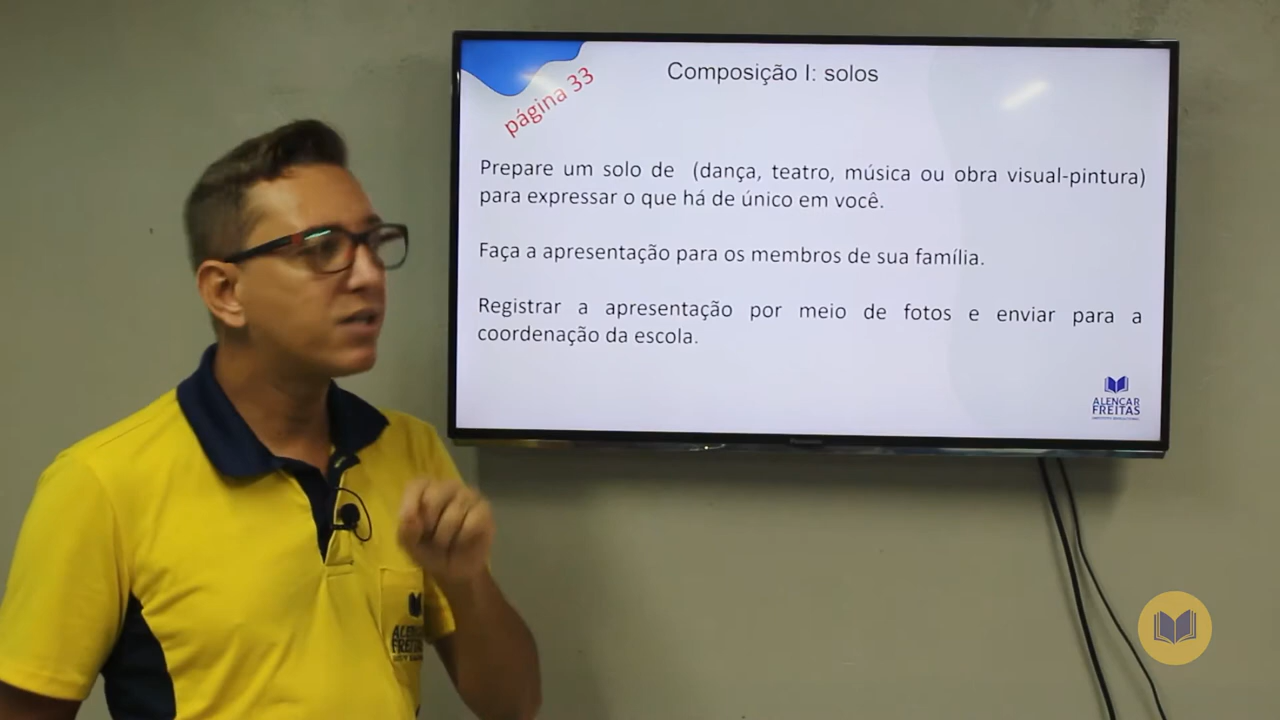 Composição I: solos
página 33
Prepare um solo de (dança, teatro, música ou obra visual-pintura)
para expressar o que há de único em você.
Faça a apresentação para os membros de sua família.
Registrar a apresentação por meio de fotos e enviar para a
coordenação da escola.
ALENCAR
FREITAS
Panasonic
ALENCAR
FREITAS